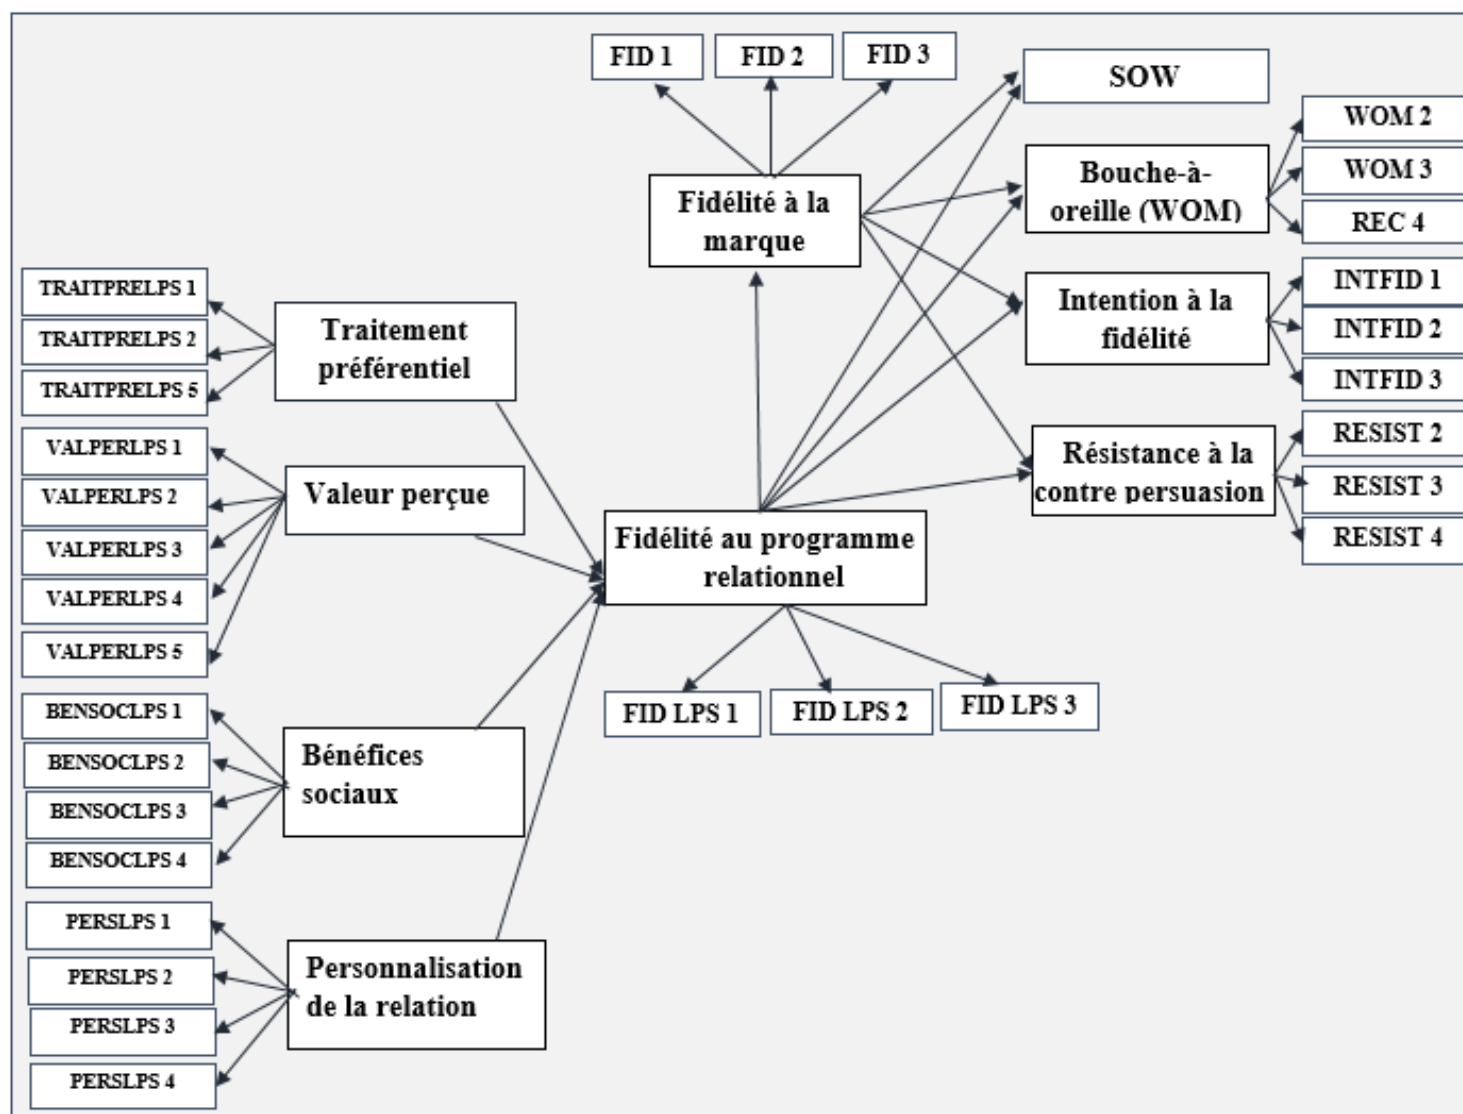 FID 1
FID 2
FID 3
SOW
WOM 2
Bouche-à-
oreille (WOM)
WOM 3
REC 4
Fidélité à la
marque
INTFID 1
Intention à la
fidélité
INTFID 2
INTFID 3
TRAITPRELPS 1
Traitement
préférentiel
TRAITPRELPS 2
TRAITPRELPS 5
RESIST 2
Résistance à la
contre persuasion
RESIST 3
RESIST 4
VALPERLPS 1
Valeur perçue
VALPERLPS 2
VALPERLPS 3
VALPERLPS 4
VALPERLPS 5
Fidélité au programme
relationnel
FID LPS 1
FID LPS 2
FID LPS 3
BENSOCLPS 1
Bénéfices
sociaux
BENSOCLPS 2
BENSOCLPS 3
BENSOCLPS 4
PERSLPS 1
Personnalisation
de la relation
PERSLPS 2
PERSLPS 3
PERSLPS 4